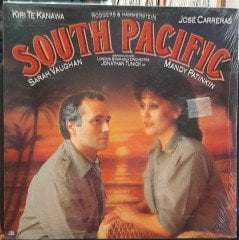 KIRI TE KANAWA
RODGERS & HAMMERSTEIN
JOSÉ CARRERAS
SOUTH PACIFIC
SARAH VAUGHAN
LONDON SYMPHONY ORCHESTRA
JONATHAN TUNICK
MANDY PATINKIN